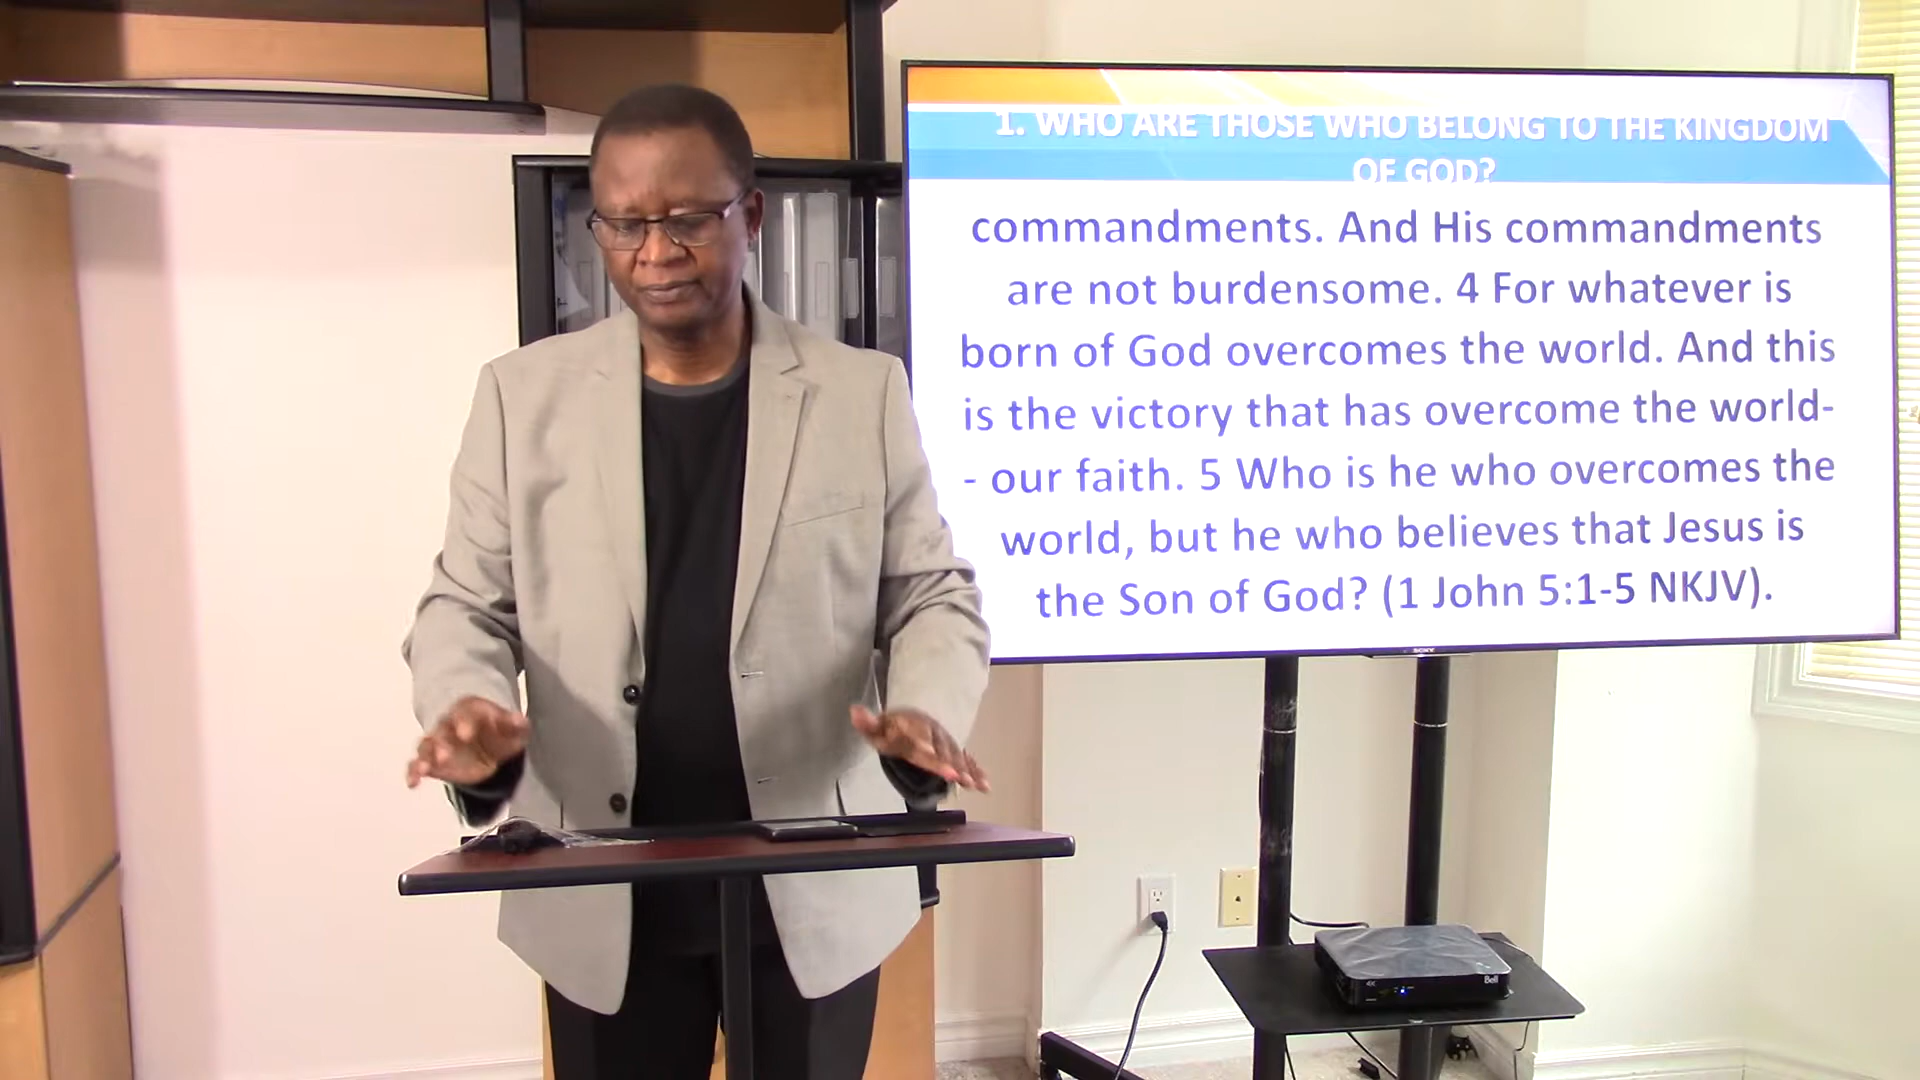 1. WHO ARE THOSE WHO BELONG TO THE KINGDOM
OF GOD?
commandments. And His commandments
are not burdensome. 4 For whatever is
born of God overcomes the world. And this
is the victory that has overcome the world-
- our faith. 5 Who is he who overcomes the
world, but he who believes that Jesus is
the Son of God? (1 John 5:1-5 NKJV).
SONY
4K
Bell